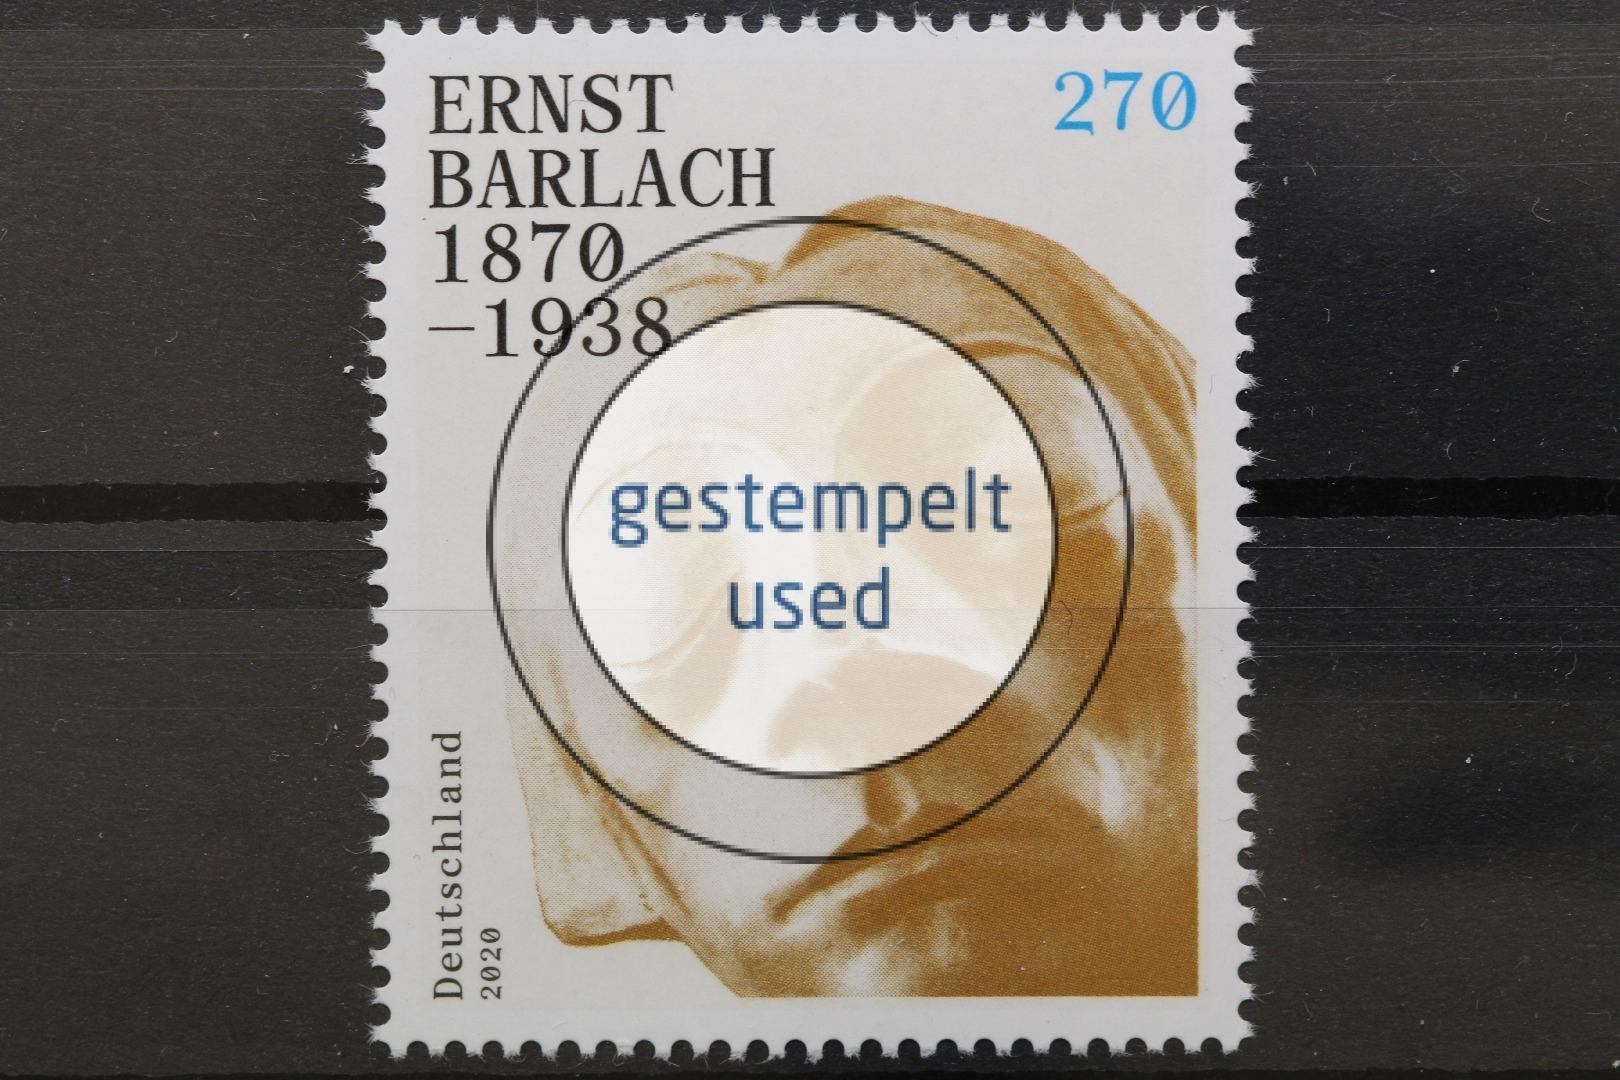 ERNST
BARLACH
1870
–1938
270
gestempelt
used
Deutschland
2020